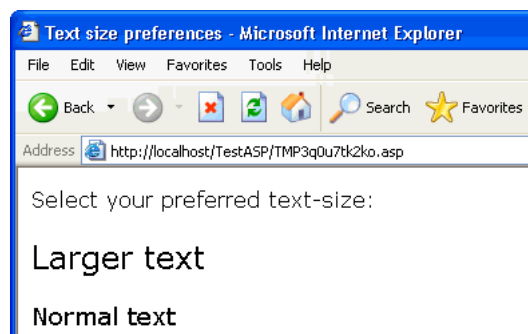 Text size preferences - Microsoft Internet Explorer
File Edit View Favorites Tools Help
Back Search Favorites
Address http://localhost/TestASP/TMP3q0u7tk2ko.asp
Select your preferred text-size:
Larger text
Normal text